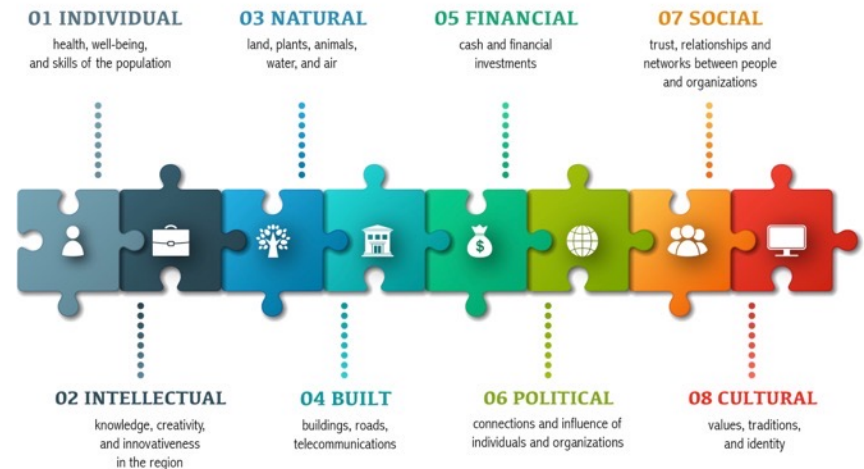 01 INDIVIDUAL
health, well-being,
and skills of the population
03 NATURAL
land, plants, animals,
water, and air
05 FINANCIAL
cash and financial
investments
07 SOCIAL
trust, relationships and
networks between people
and organizations
$
02 INTELLECTUAL
knowledge, creativity,
and innovativeness
in the region
04 BUILT
buildings, roads,
telecommunications
06 POLITICAL
connections and influence of
individuals and organizations
08 CULTURAL
values, traditions,
and identity